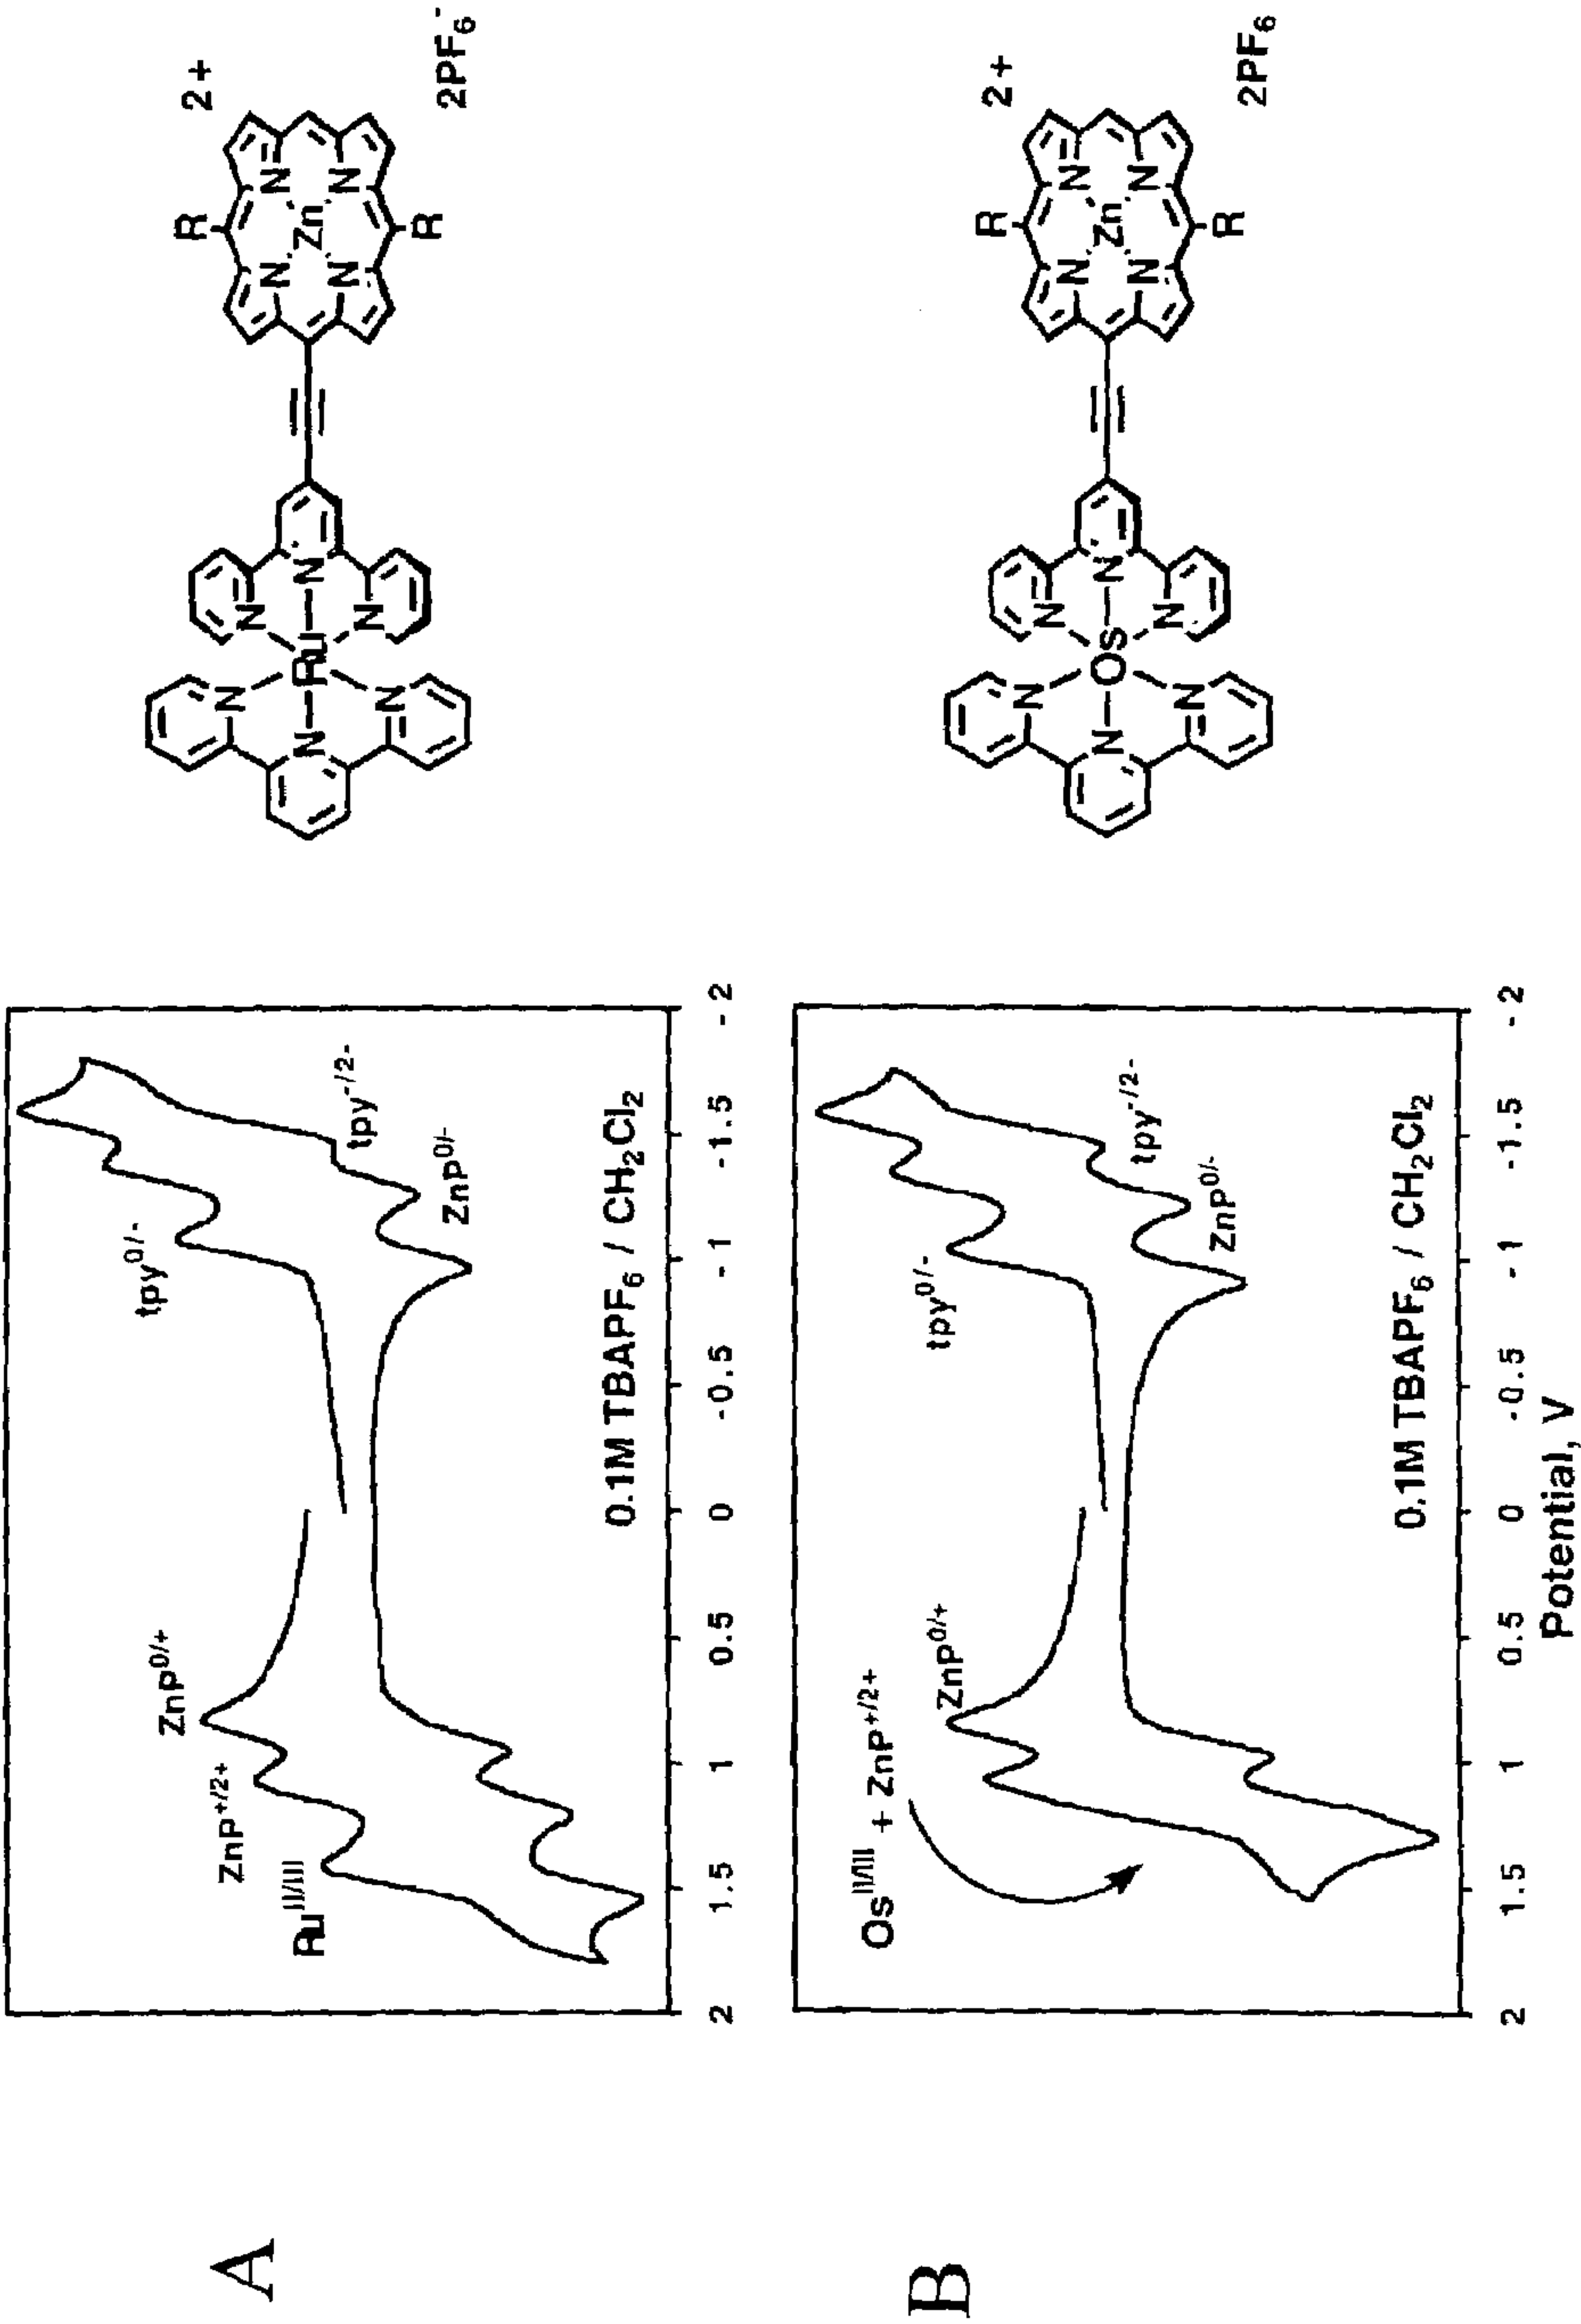 A
ZnP0/+
ZnP+/2+
RuII/III
tpy0/-
tpy-/2-
ZnP0/-
0.1M TBAPF6 / CH2Cl2
2 1.5 1 0.5 0 -0.5 -1 -1.5 -2
N N N Ru N N N
R
N N Zn N N
R
2+
2PF6-
B
OsII/III + ZnP+/2+
ZnP0/+
tpy0/-
tpy-/2-
ZnP0/-
0.1M TBAPF6 / CH2Cl2
2 1.5 1 0.5 0 -0.5 -1 -1.5 -2
Potential, V
N N N Os N N N
R
N N Zn N N
R
2+
2PF6